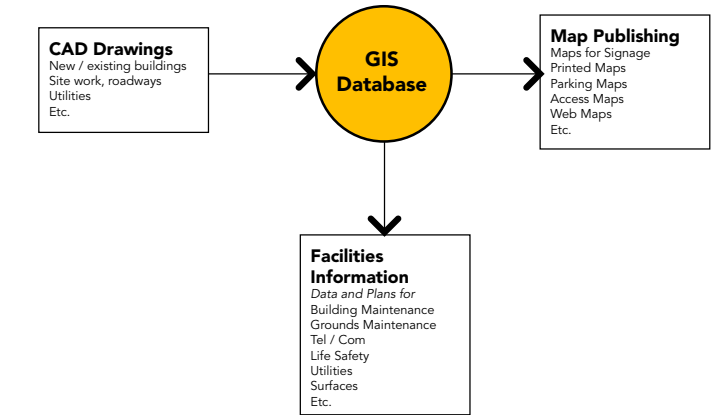 CAD Drawings
New / existing buildings
Site work, roadways
Utilities
Etc.
GIS
Database
Map Publishing
Maps for Signage
Printed Maps
Parking Maps
Access Maps
Web Maps
Etc.
Facilities
Information
Data and Plans for
Building Maintenance
Grounds Maintenance
Tel / Com
Life Safety
Utilities
Surfaces
Etc.